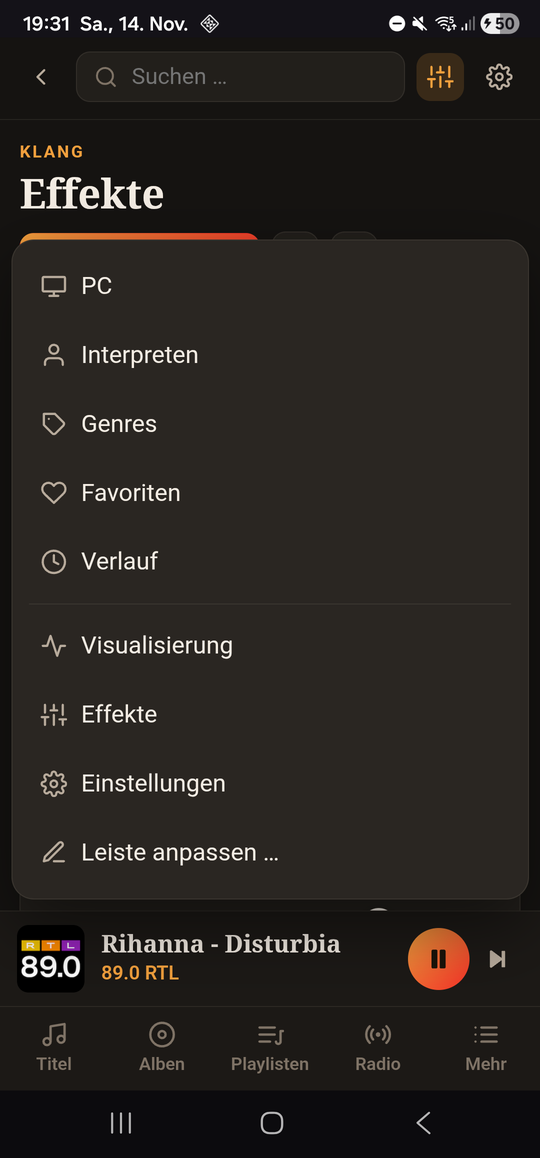 19:31 Sa., 14. Nov.
50
Suchen …
KLANG
Effekte
PC
Interpreten
Genres
Favoriten
Verlauf
Visualisierung
Effekte
Einstellungen
Leiste anpassen …
RTL
89.0
Rihanna - Disturbia
89.0 RTL
Titel
Alben
Playlisten
Radio
Mehr